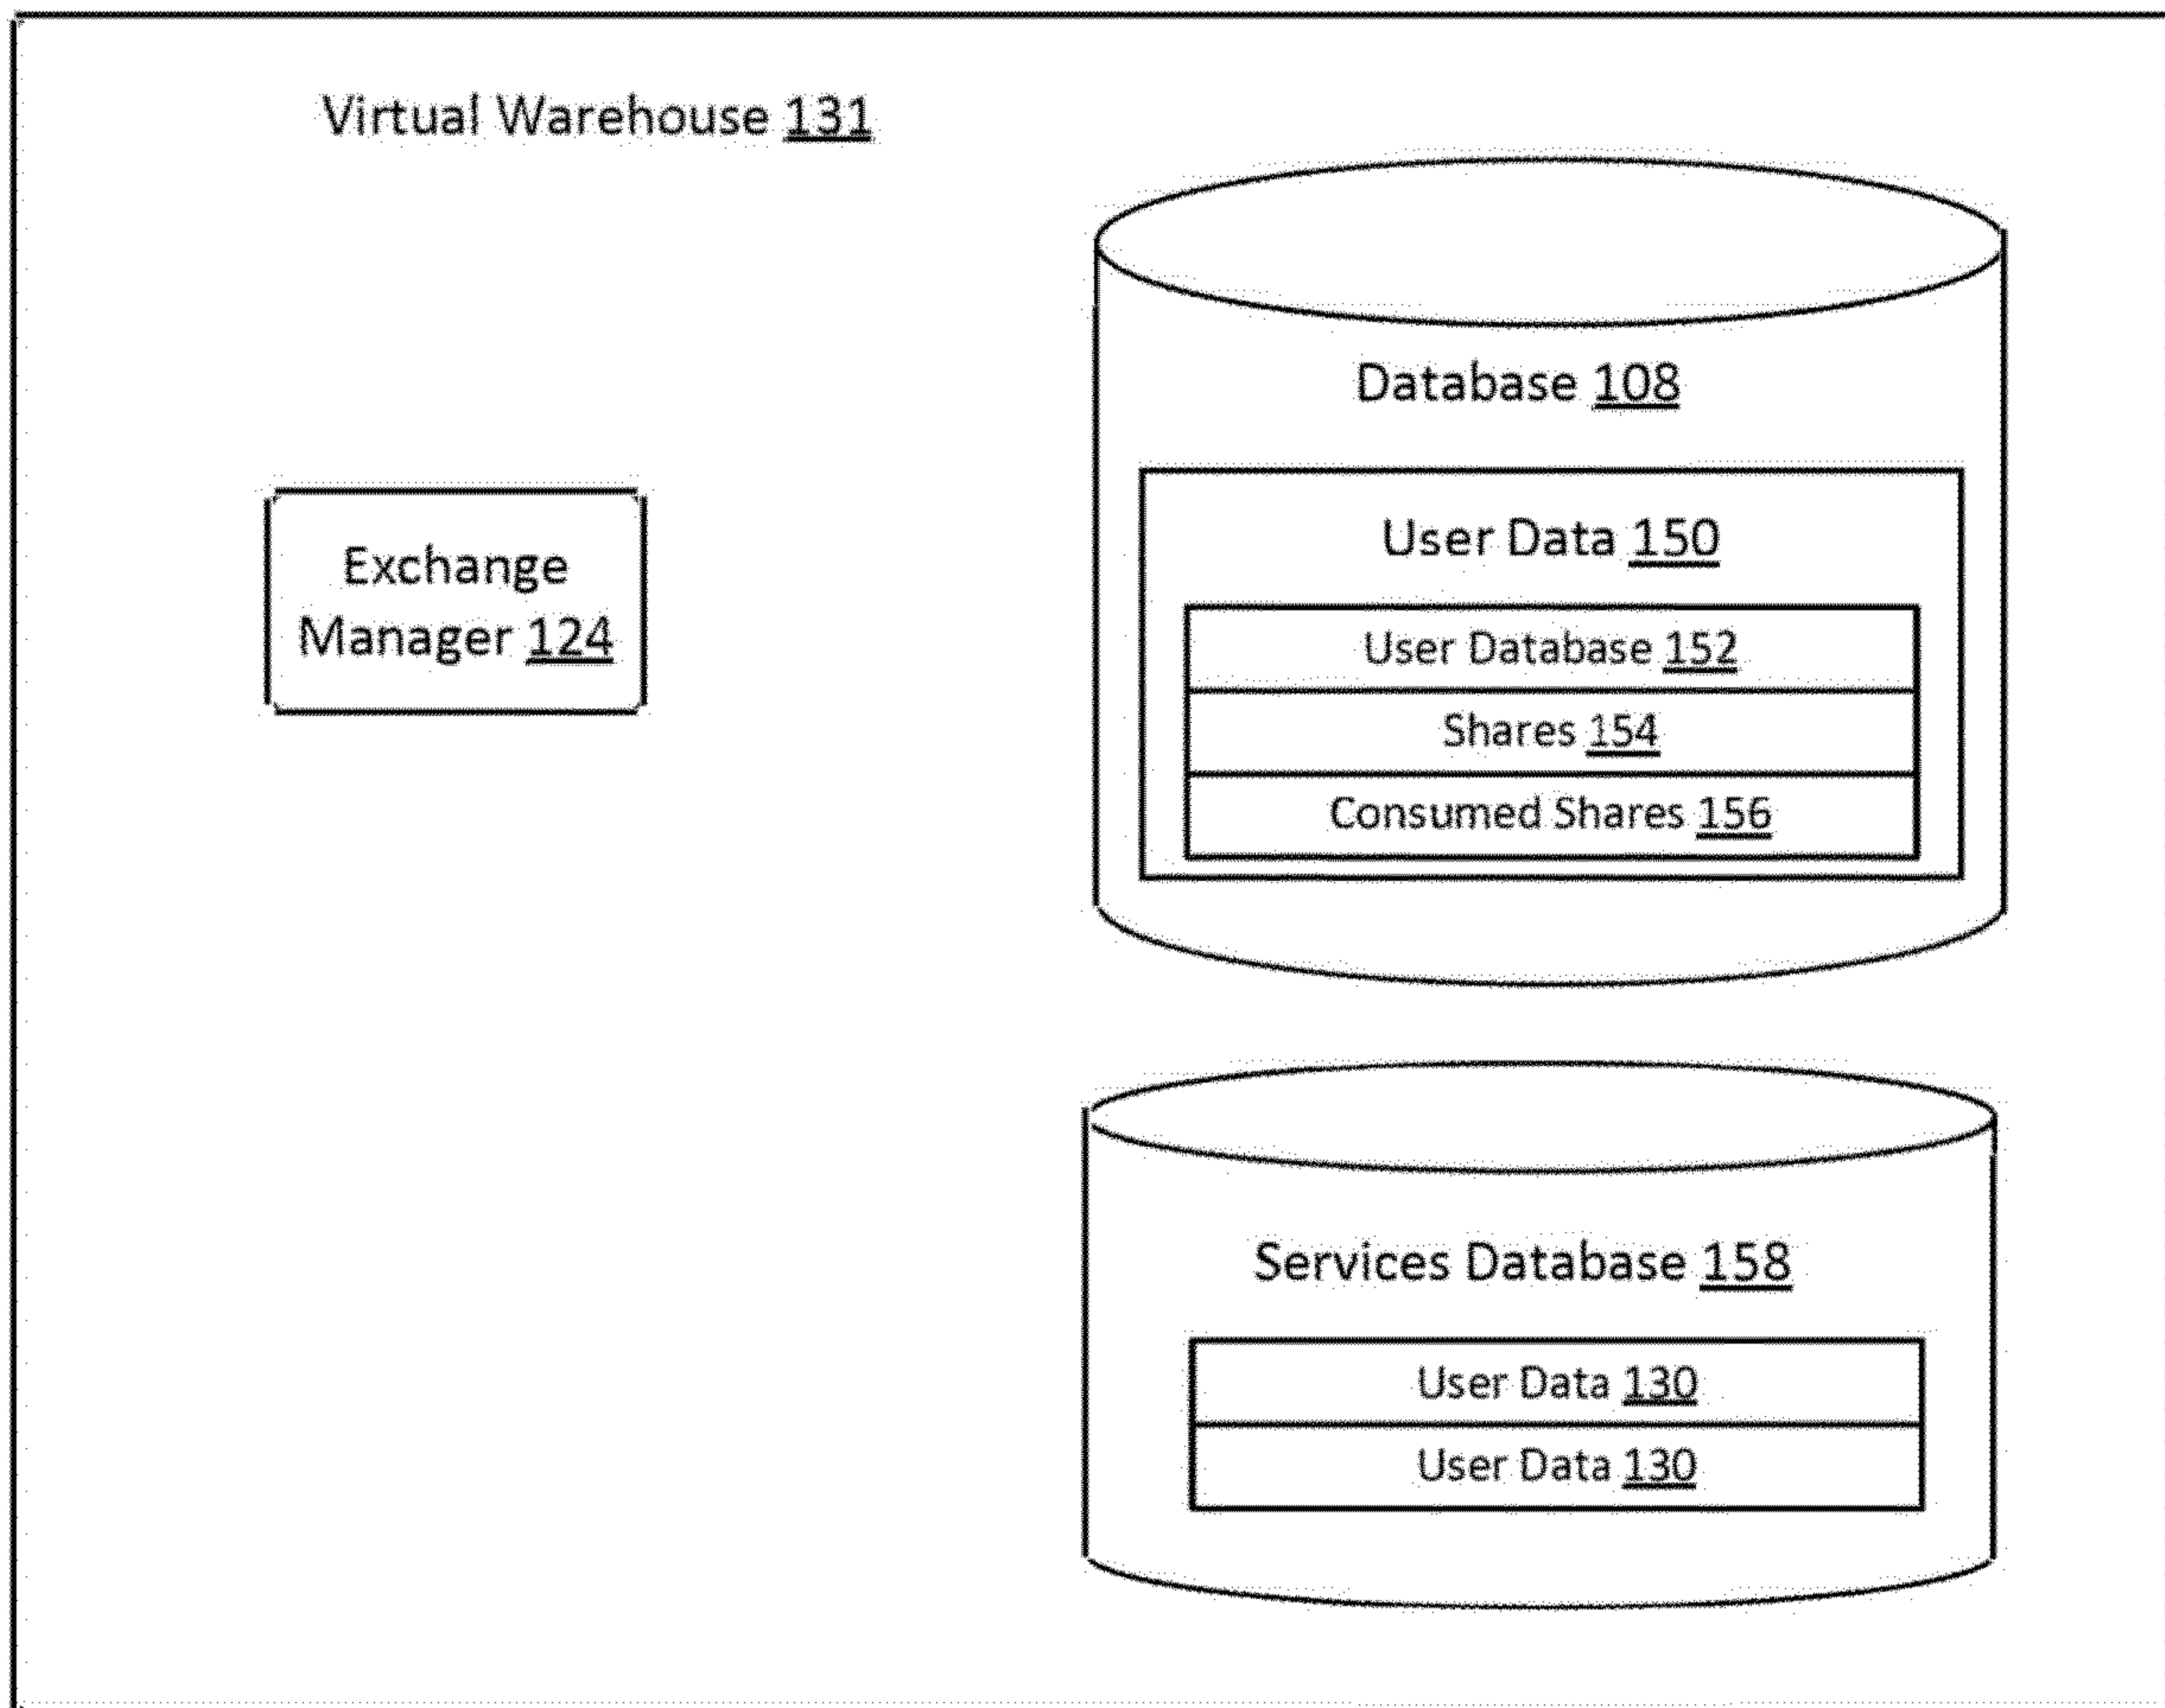 Virtual Warehouse 131
Exchange
Manager 124
Database 108
User Data 150
User Database 152
Shares 154
Consumed Shares 156
Services Database 158
User Data 130
User Data 130